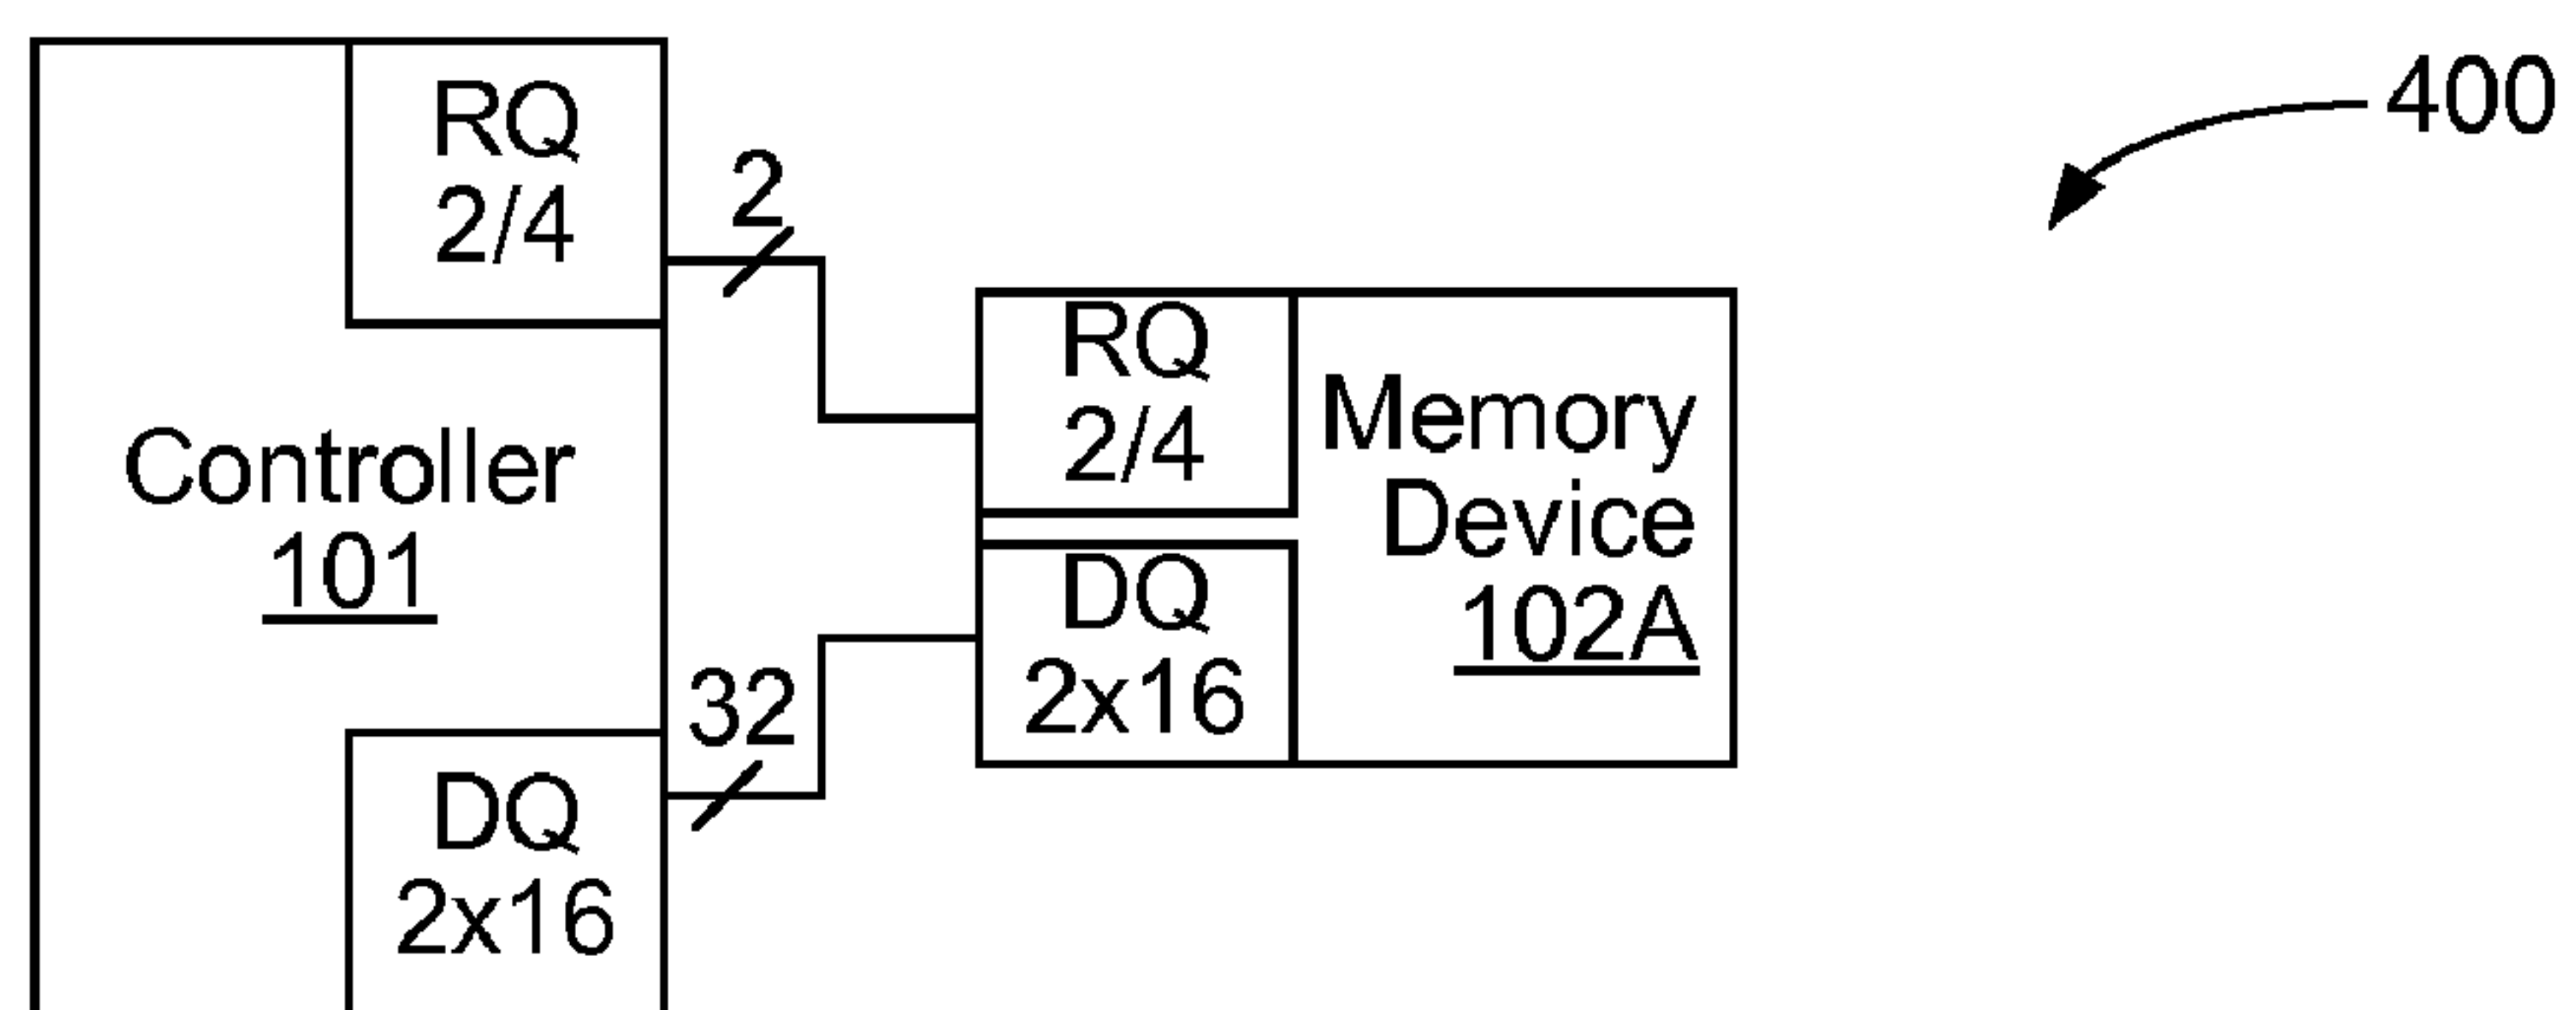 400
RQ
2/4
2
Controller
101
32
DQ
2x16
RQ
2/4
DQ
2x16
Memory
Device
102A